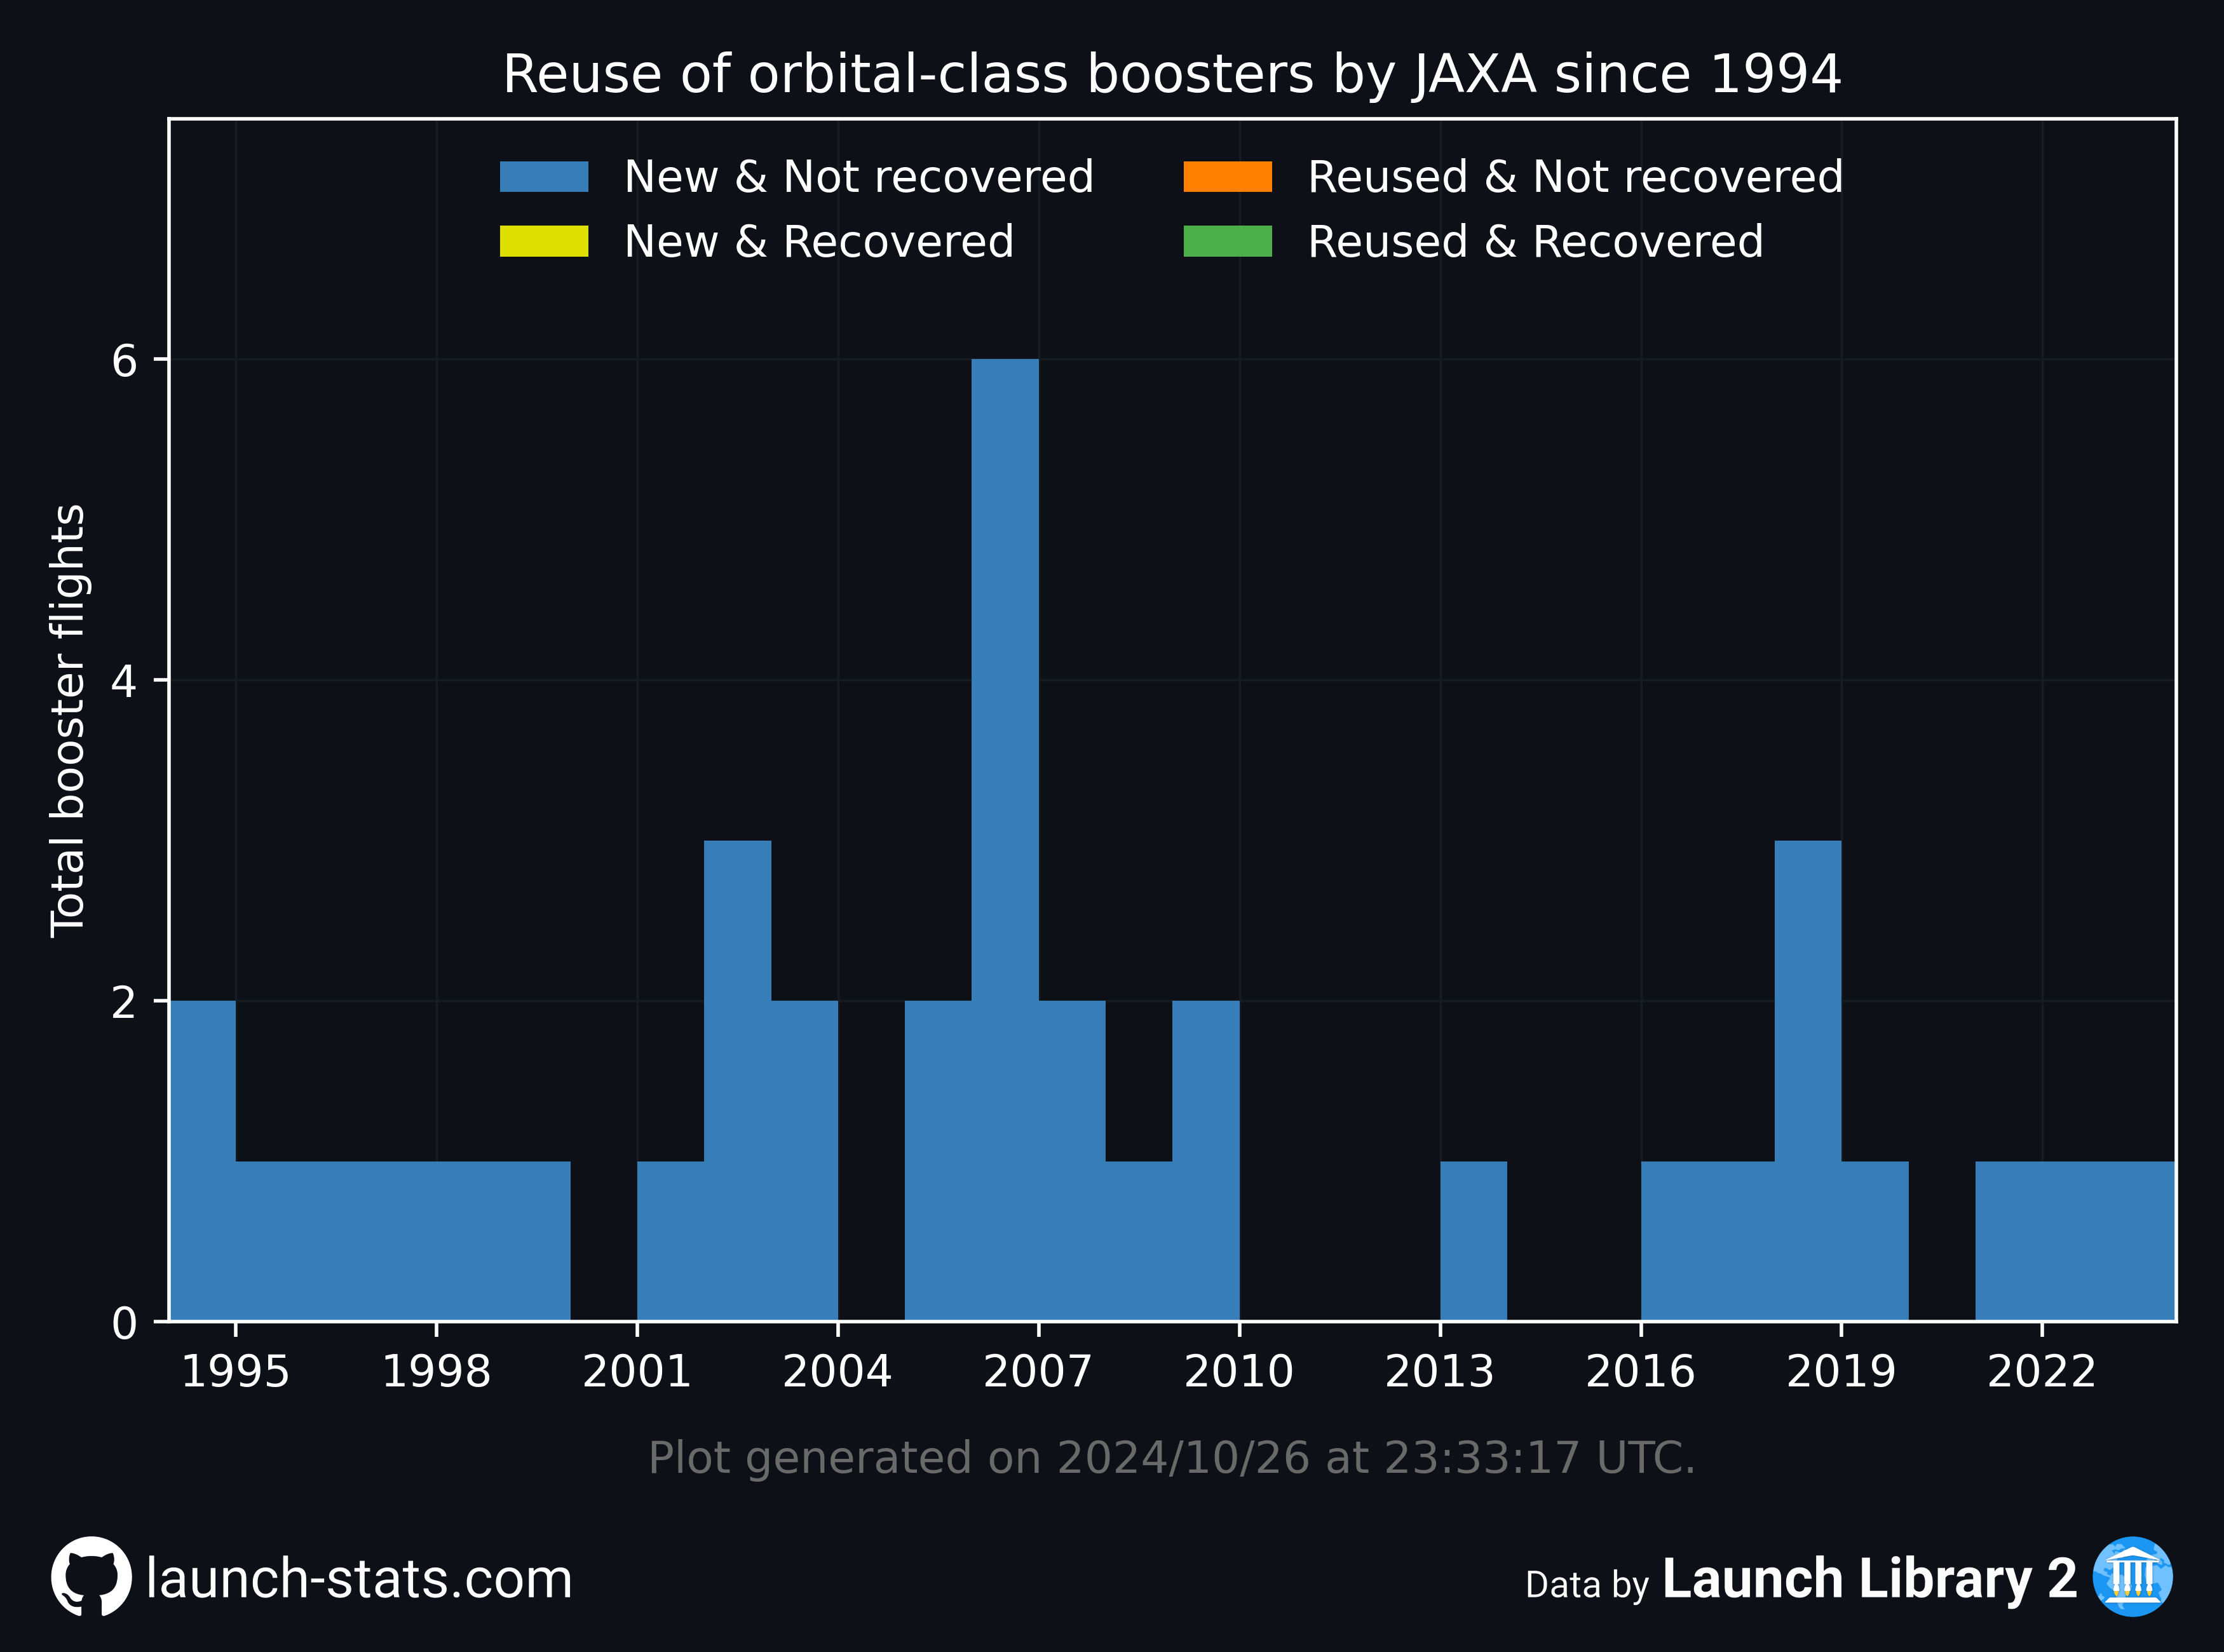 Reuse of orbital-class boosters by JAXA since 1994
New & Not recovered
New & Recovered
Reused & Not recovered
Reused & Recovered
Total booster flights
6
4
2
0
1995 1998 2001 2004 2007 2010 2013 2016 2019 2022
Plot generated on 2024/10/26 at 23:33:17 UTC.
launch-stats.com
Data by Launch Library 2